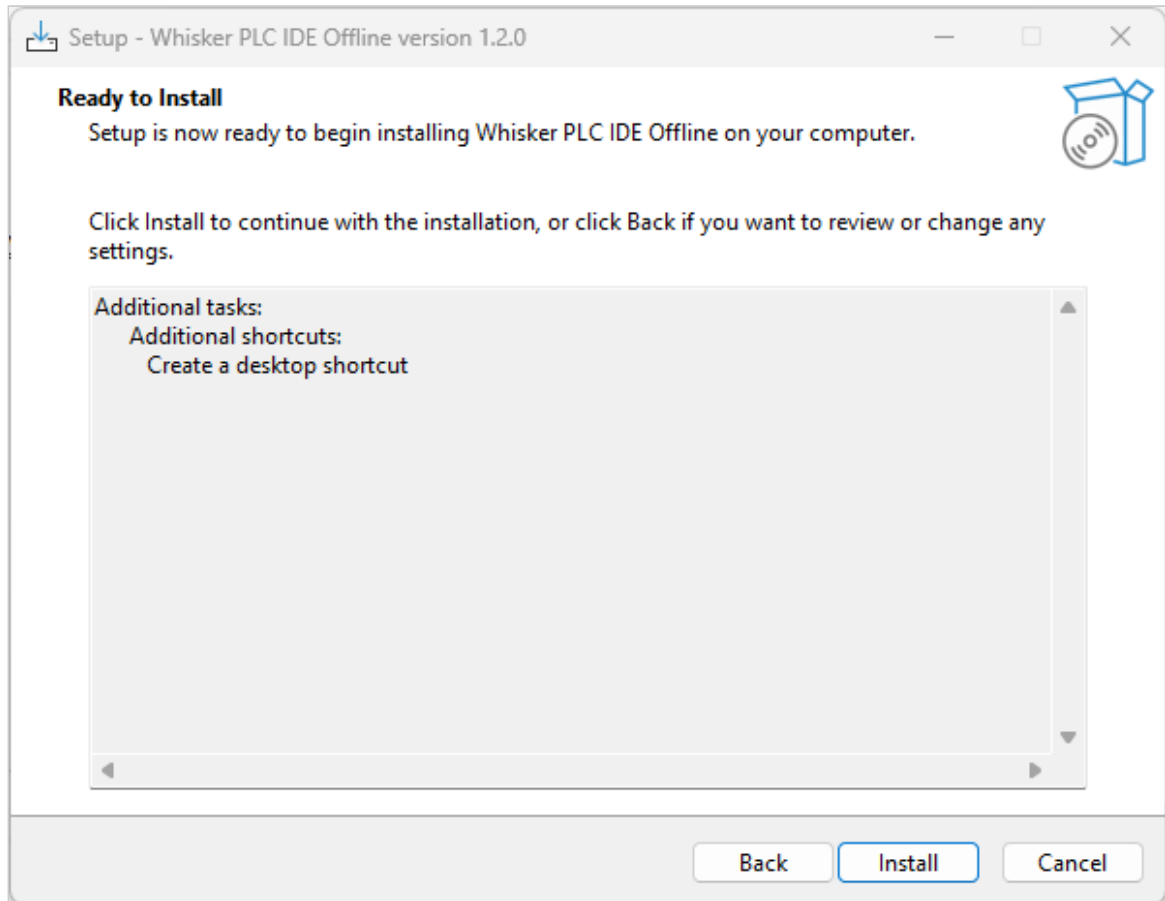 Setup - Whisker PLC IDE Offline version 1.2.0
Ready to Install
Setup is now ready to begin installing Whisker PLC IDE Offline on your computer.
Click Install to continue with the installation, or click Back if you want to review or change any
settings.
Additional tasks:
Additional shortcuts:
Create a desktop shortcut
Back Install Cancel